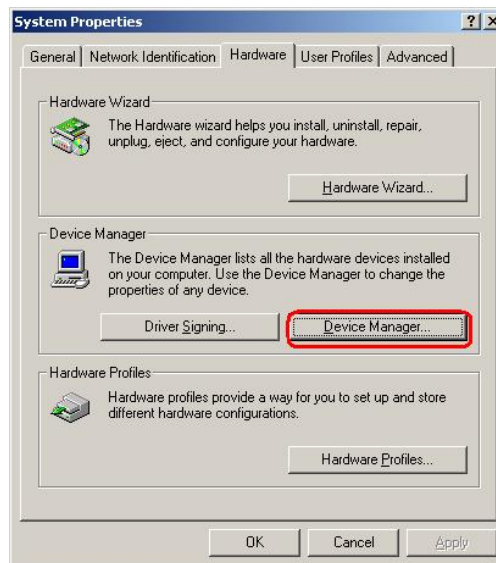 System Properties
? X
General Network Identification Hardware User Profiles Advanced
Hardware Wizard
The Hardware wizard helps you install, uninstall, repair,
unplug, eject, and configure your hardware.
Hardware Wizard...
Device Manager
The Device Manager lists all the hardware devices installed
on your computer. Use the Device Manager to change the
properties of any device.
Driver Signing... Device Manager...
Hardware Profiles
Hardware profiles provide a way for you to set up and store
different hardware configurations.
Hardware Profiles...
OK Cancel Apply